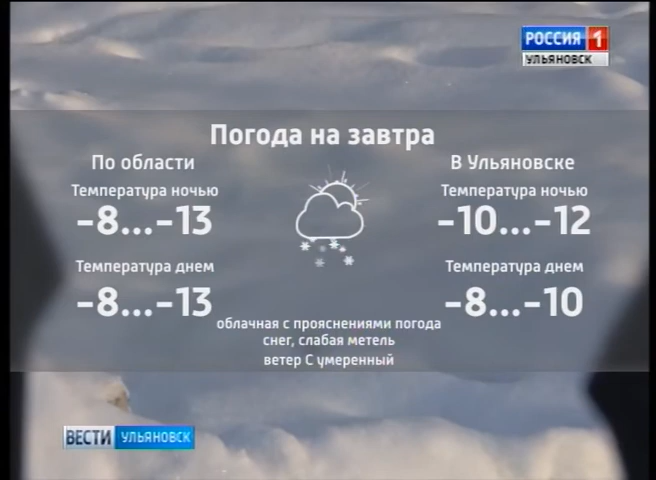 РОССИЯ 1
УЛЬЯНОВСК
Погода на завтра
По области
Температура ночью
-8...-13
Температура днем
-8...-13
В Ульяновске
Температура ночью
-10...-12
Температура днем
-8...-10
облачная с прояснениями погода
снег, слабая метель
ветер С умеренный
ВЕСТИ УЛЬЯНОВСК